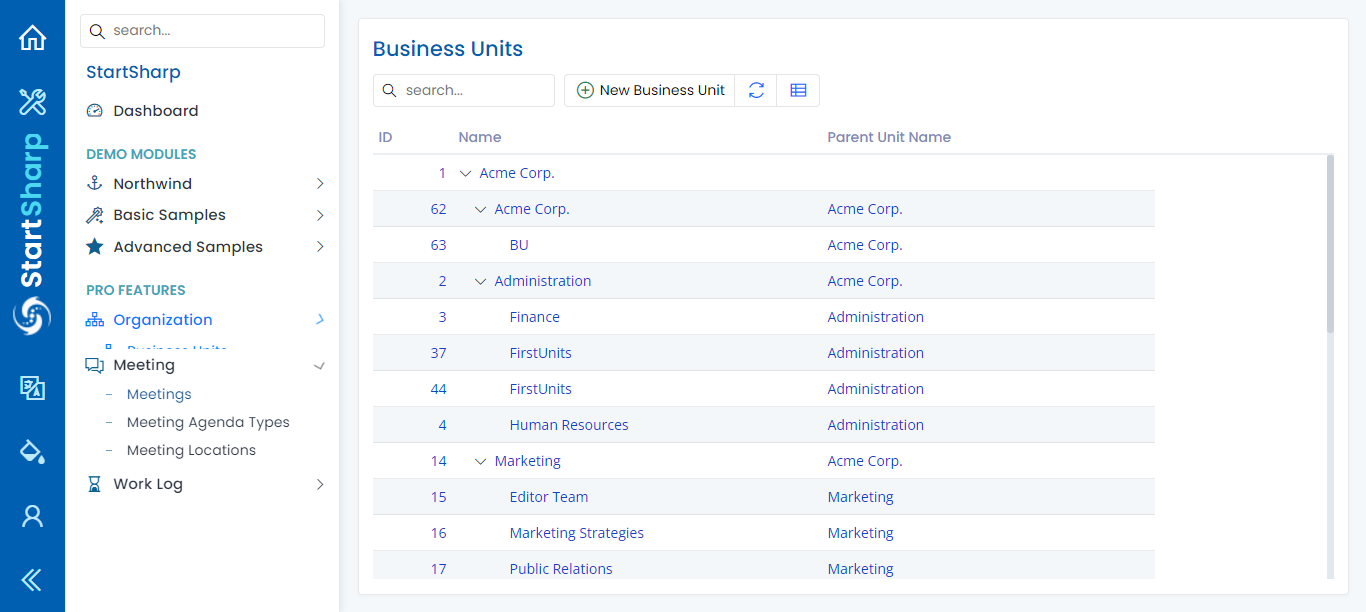 search...
StartSharp
Dashboard
DEMO MODULES
Northwind
Basic Samples
Advanced Samples
PRO FEATURES
Organization
Business Units
Meeting
Meetings
Meeting Agenda Types
Meeting Locations
Work Log
StartSharp
Business Units
search...
New Business Unit
ID Name Parent Unit Name
1 Acme Corp.
62 Acme Corp. Acme Corp.
63 BU Acme Corp.
2 Administration Acme Corp.
3 Finance Administration
37 FirstUnits Administration
44 FirstUnits Administration
4 Human Resources Administration
14 Marketing Acme Corp.
15 Editor Team Marketing
16 Marketing Strategies Marketing
17 Public Relations Marketing